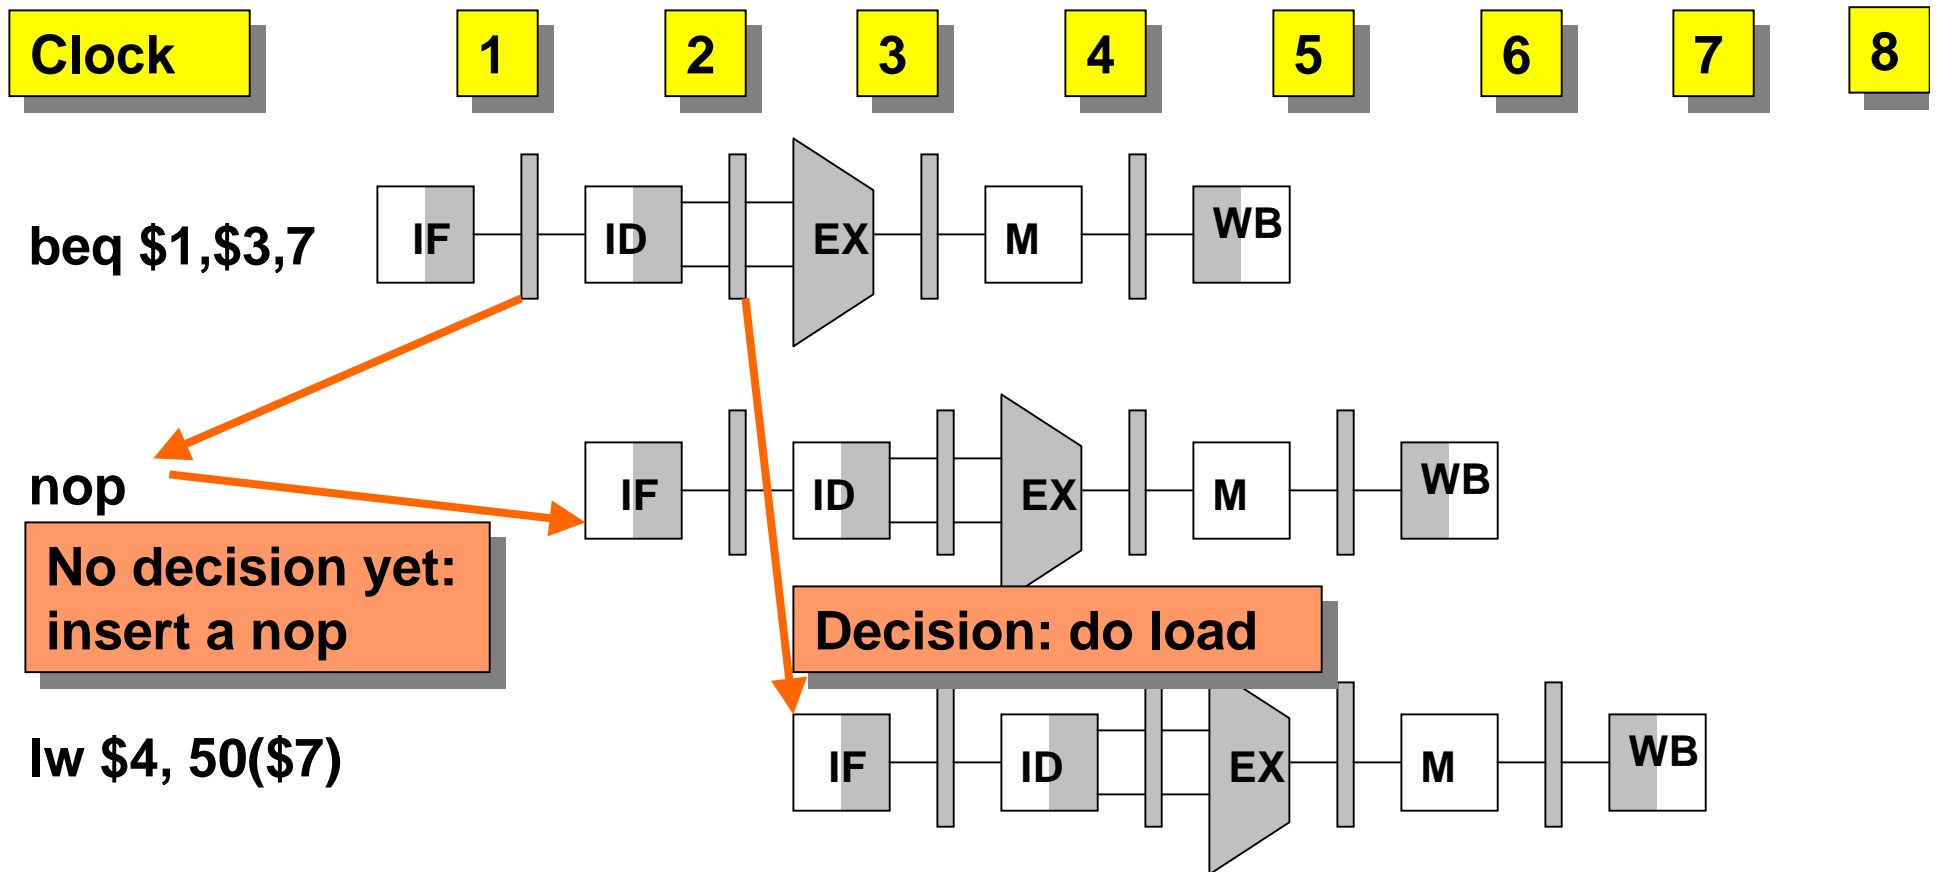 Clock 1 2 3 4 5 6 7 8
beq $1,$3,7 IF ID EX M WB
nop IF ID EX M WB
No decision yet:
insert a nop
Decision: do load
lw $4, 50($7) IF ID EX M WB